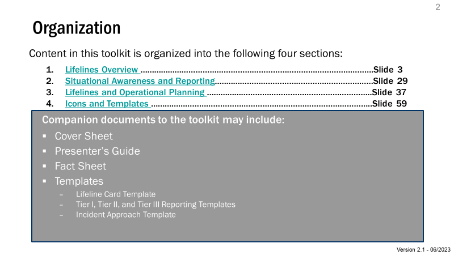 2
Organization
Content in this toolkit is organized into the following four sections:
1. Lifelines Overview ............................................................Slide 3
2. Situational Awareness and Reporting..........................................Slide 29
3. Lifelines and Operational Planning ...........................................Slide 37
4. Icons and Templates ..........................................................Slide 59
Companion documents to the toolkit may include:
▪ Cover Sheet
▪ Presenter's Guide
▪ Fact Sheet
▪ Templates
– Lifeline Card Template
– Tier I, Tier II, and Tier III Reporting Templates
– Incident Approach Template
Version 2.1 - 06/2023